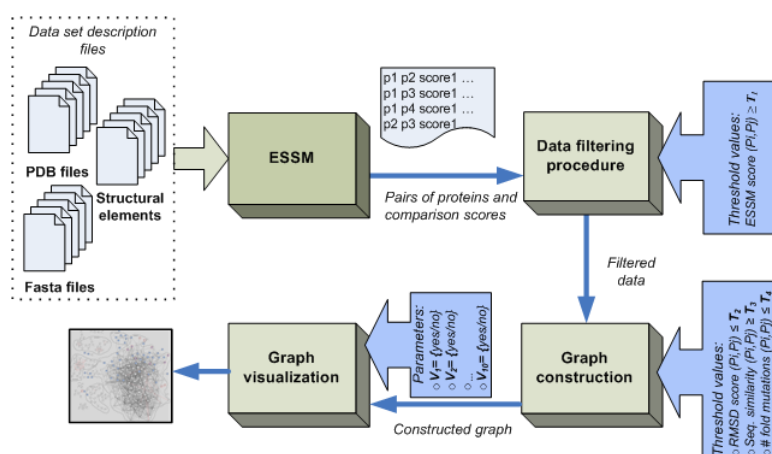 Data set description
files
PDB files
Structural
elements
Fasta files
ESSM
p1 p2 score1 ...
p1 p3 score1 ...
p1 p4 score1 ...
p2 p3 score1
Pairs of proteins and
comparison scores
Data filtering
procedure
Threshold values:
ESSM score (Pi,Pj) ≥ T1
Filtered
data
Graph
construction
Threshold values:
○ RMSD score (Pi,Pj) ≤ T2
○ Seq. similarity (Pi,Pj) ≥ T3
○ # fold mutations (Pi,Pj) ≤ T4
Constructed graph
Parameters:
○ V1= {yes/no}
○ V2= {yes/no}
○ ...
○ V10= {yes/no}
Graph
visualization